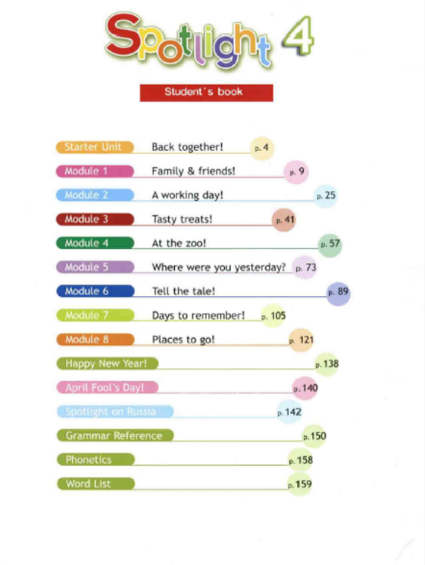 Spotlight 4
Student's book
Starter Unit Back together! p. 4
Module 1 Family & friends! p. 9
Module 2 A working day! p. 25
Module 3 Tasty treats! p. 41
Module 4 At the zoo! p. 57
Module 5 Where were you yesterday? p. 73
Module 6 Tell the tale! p. 89
Module 7 Days to remember! p. 105
Module 8 Places to go! p. 121
Happy New Year! p. 138
April Fool's Day! p. 140
Spotlight on Russia p. 142
Grammar Reference p. 150
Phonetics p. 158
Word List p. 159